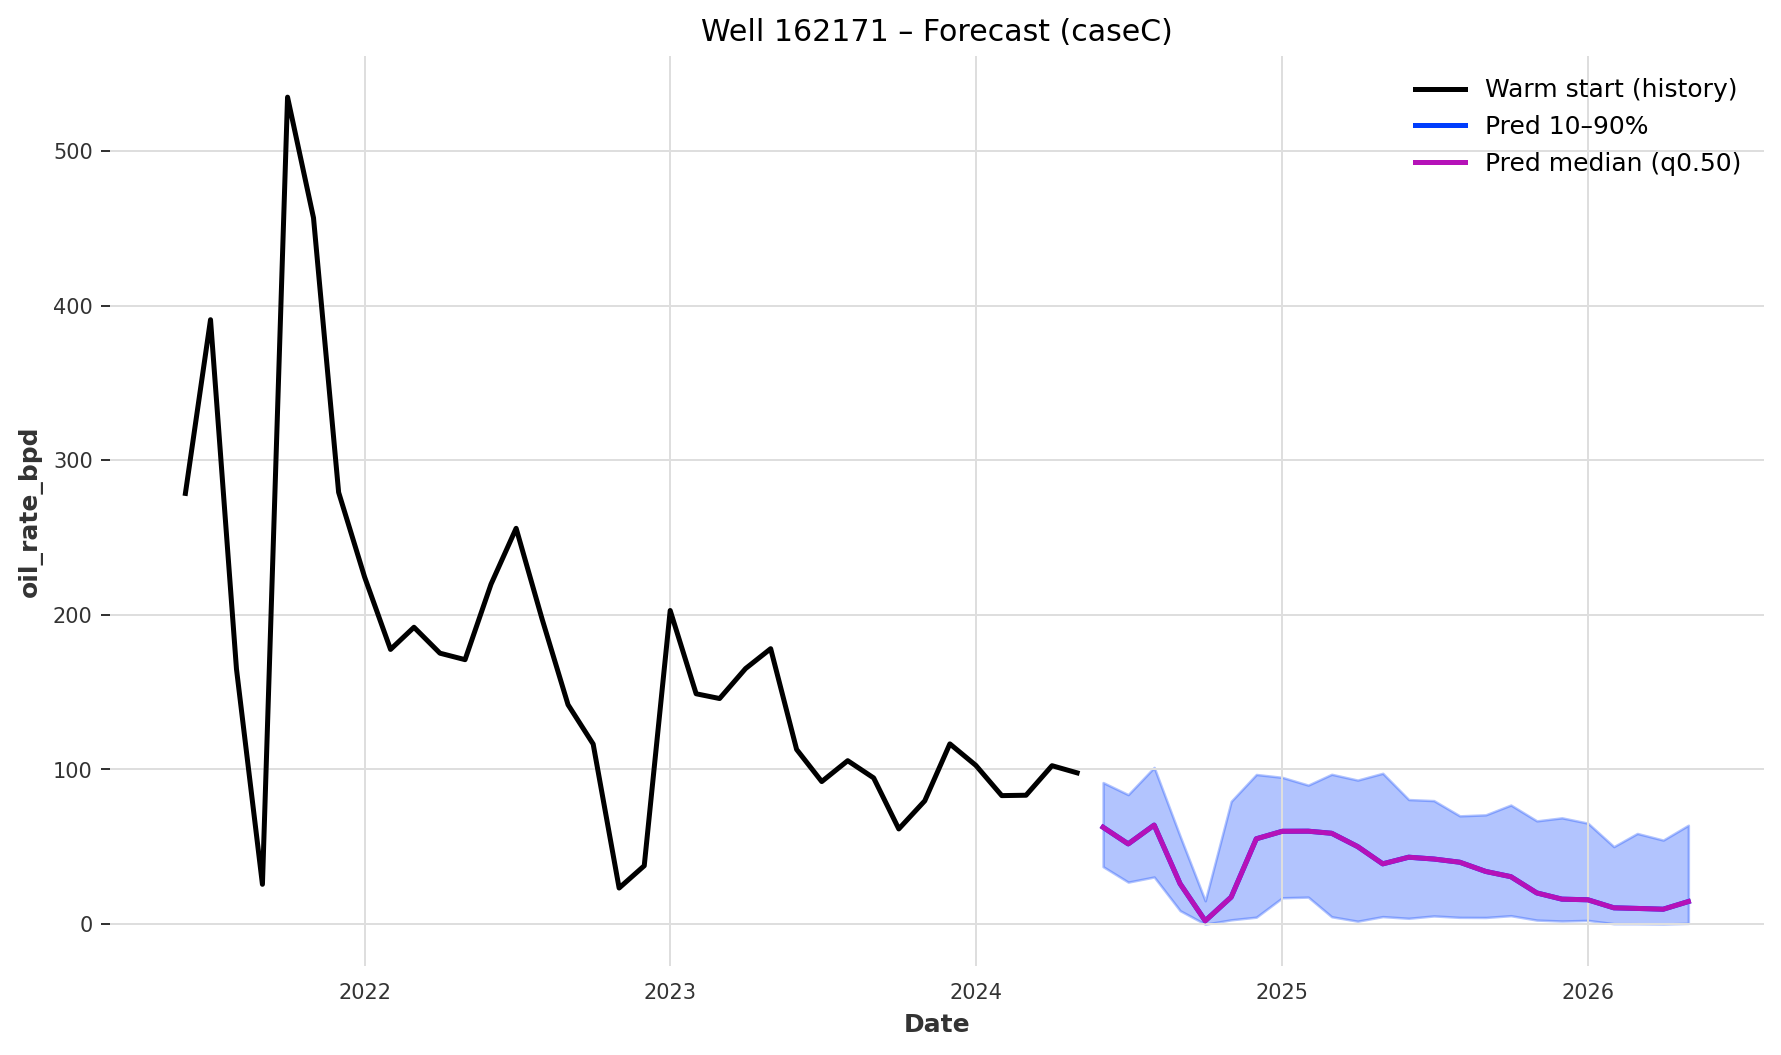 Well 162171 – Forecast (caseC)
Warm start (history)
Pred 10–90%
Pred median (q0.50)
oil_rate_bpd
500
400
300
200
100
0
2022
2023
2024
2025
2026
Date